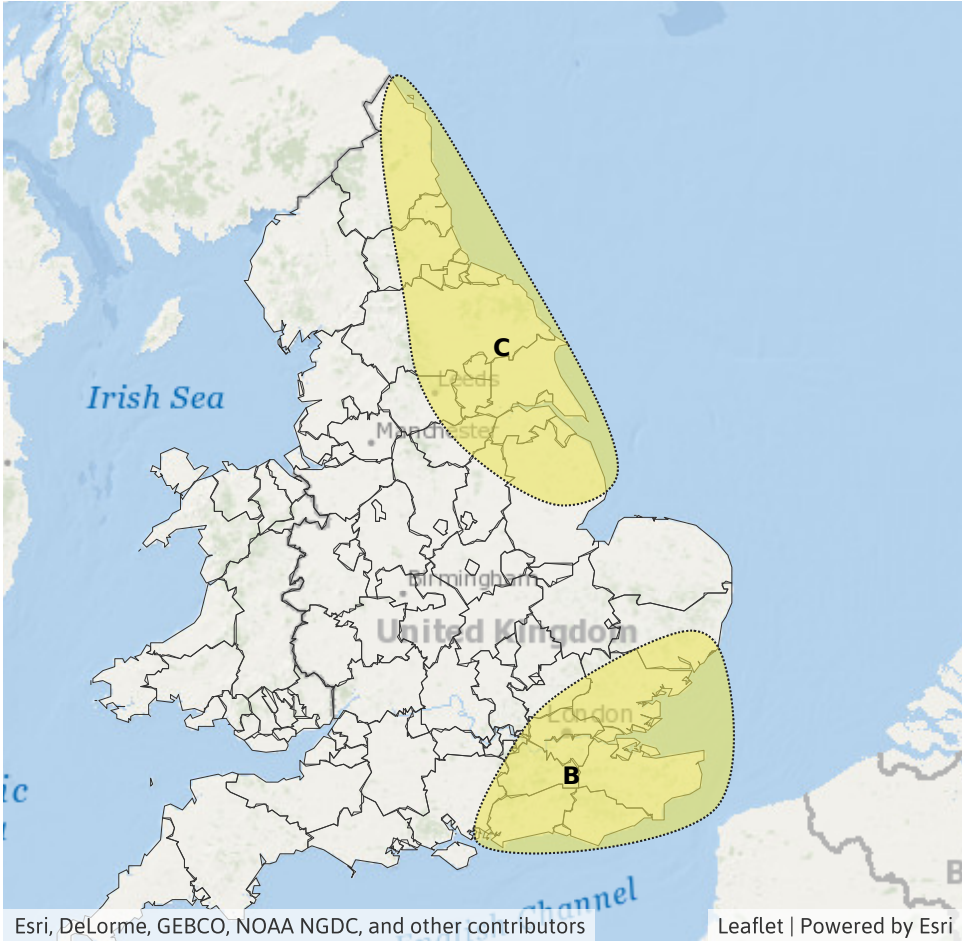 C
Leeds
Irish Sea
Manchester
Birmingham
United Kingdom
London
B
ic
B
English Channel
Esri, DeLorme, GEBCO, NOAA NGDC, and other contributors
Leaflet | Powered by Esri